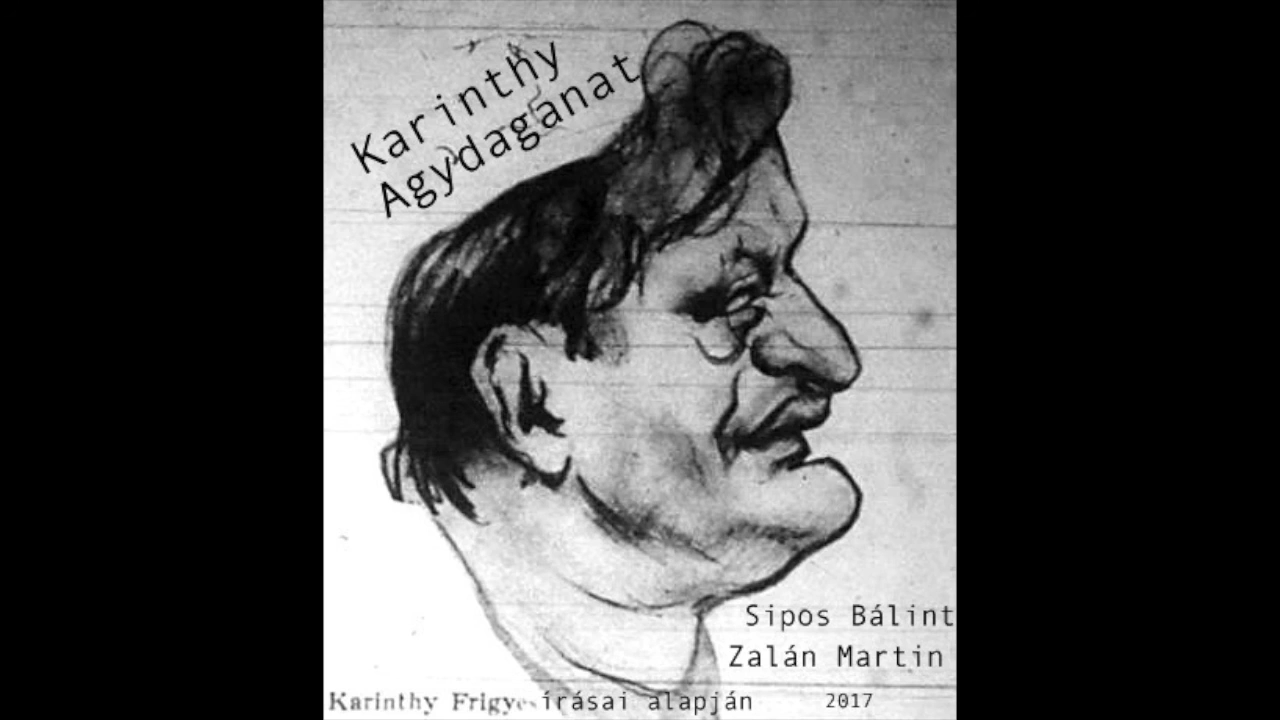 Karinthy
Agydaganat
Sipos Bálint
Zalán Martin
Karinthy Frigyes írásai alapján 2017